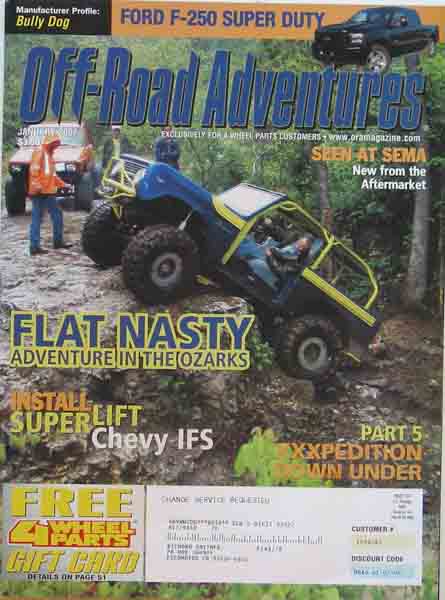 Manufacturer Profile:
Bully Dog
FORD F-250 SUPER DUTY
Off-Road Adventures
EXCLUSIVELY FOR 4 WHEEL PARTS CUSTOMERS • www.oramagazine.com
SEEN AT SEMA
New from the
Aftermarket
FLAT NASTY
ADVENTURE IN THE OZARKS
INSTALL
SUPERLIFT
Chevy IFS
PART 5
XXXPEDITION
DOWN UNDER
FREE
4 WHEEL
PARTS
GIFT CARD
DETAILS ON PAGE 51
CHANGE SERVICE REQUESTED
CUSTOMER #
DISCOUNT CODE